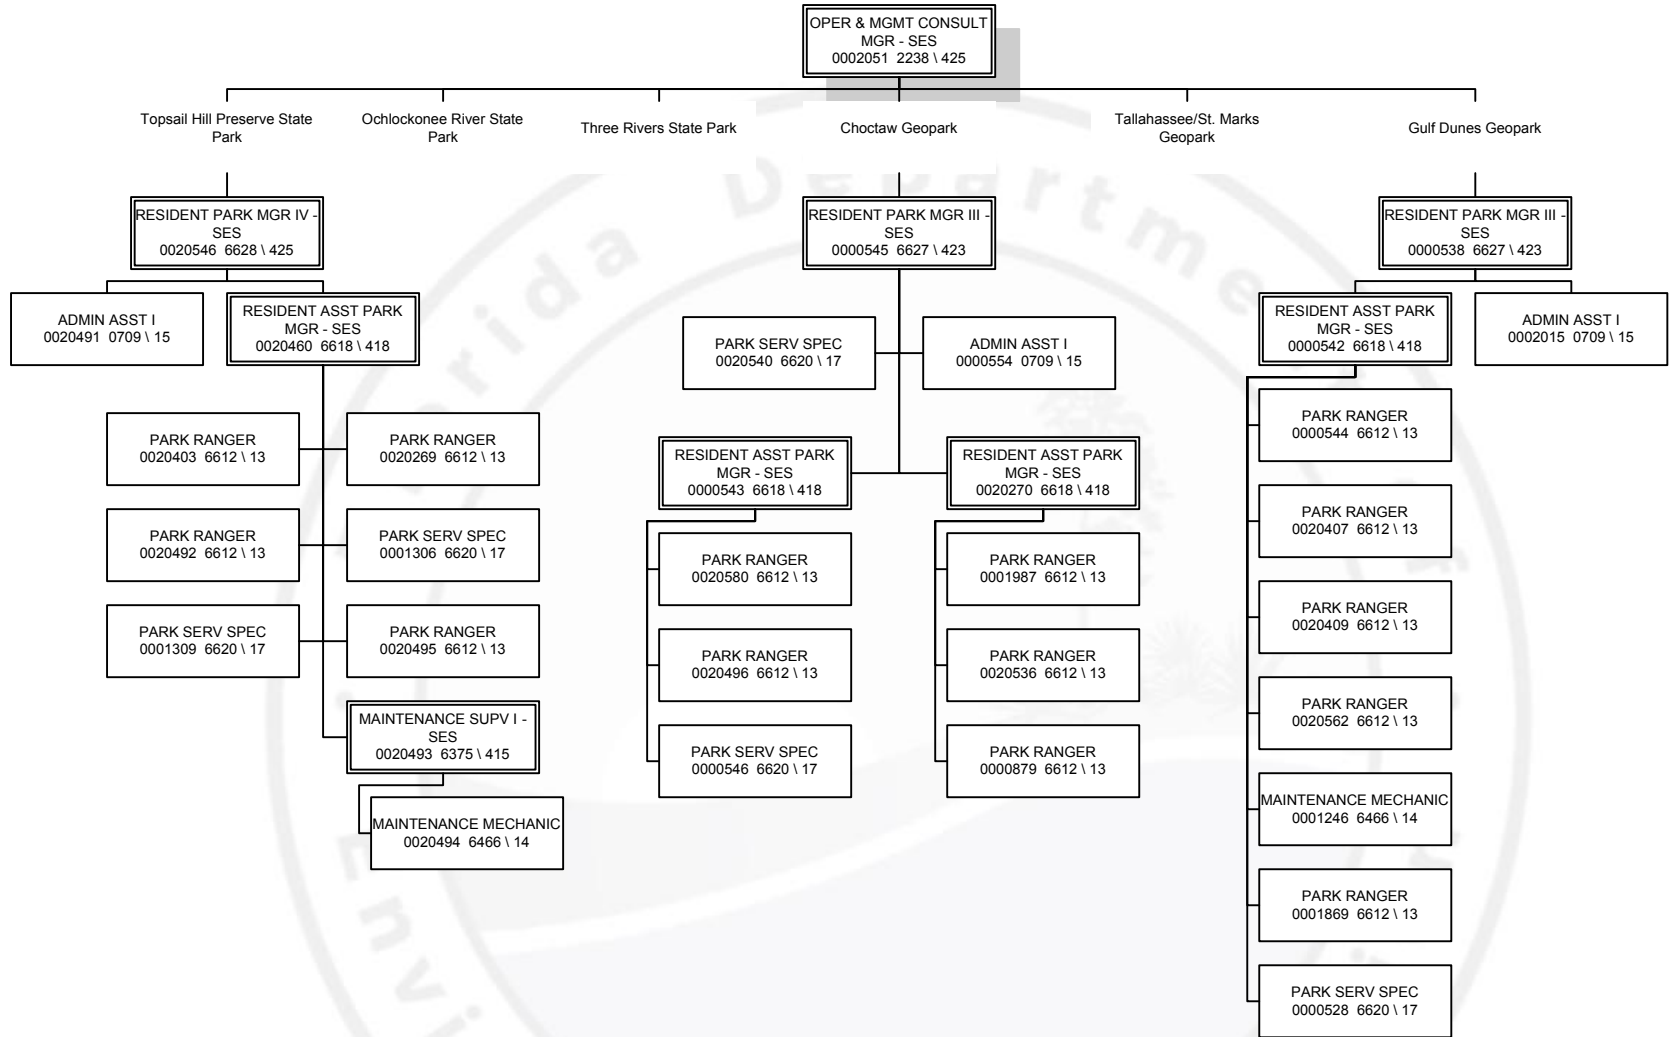 OPER & MGMT CONSULT
MGR - SES
0002051 2238 \ 425
Topsail Hill Preserve State
Park
Ochlockonee River State
Park
Three Rivers State Park
Choctaw Geopark
Tallahassee/St. Marks
Geopark
Gulf Dunes Geopark
RESIDENT PARK MGR IV -
SES
0020546 6628 \ 425
ADMIN ASST I
0020491 0709 \ 15
RESIDENT ASST PARK
MGR - SES
0020460 6618 \ 418
PARK RANGER
0020403 6612 \ 13
PARK RANGER
0020269 6612 \ 13
PARK RANGER
0020492 6612 \ 13
PARK SERV SPEC
0001306 6620 \ 17
PARK SERV SPEC
0001309 6620 \ 17
PARK RANGER
0020495 6612 \ 13
MAINTENANCE SUPV I -
SES
0020493 6375 \ 415
MAINTENANCE MECHANIC
0020494 6466 \ 14
RESIDENT PARK MGR III -
SES
0000545 6627 \ 423
PARK SERV SPEC
0020540 6620 \ 17
ADMIN ASST I
0000554 0709 \ 15
RESIDENT ASST PARK
MGR - SES
0000543 6618 \ 418
PARK RANGER
0020580 6612 \ 13
PARK RANGER
0020496 6612 \ 13
PARK SERV SPEC
0000546 6620 \ 17
RESIDENT ASST PARK
MGR - SES
0020270 6618 \ 418
PARK RANGER
0001987 6612 \ 13
PARK RANGER
0020536 6612 \ 13
PARK RANGER
0000879 6612 \ 13
RESIDENT PARK MGR III -
SES
0000538 6627 \ 423
RESIDENT ASST PARK
MGR - SES
0000542 6618 \ 418
ADMIN ASST I
0002015 0709 \ 15
PARK RANGER
0000544 6612 \ 13
PARK RANGER
0020407 6612 \ 13
PARK RANGER
0020409 6612 \ 13
PARK RANGER
0020562 6612 \ 13
MAINTENANCE MECHANIC
0001246 6466 \ 14
PARK RANGER
0001869 6612 \ 13
PARK SERV SPEC
0000528 6620 \ 17